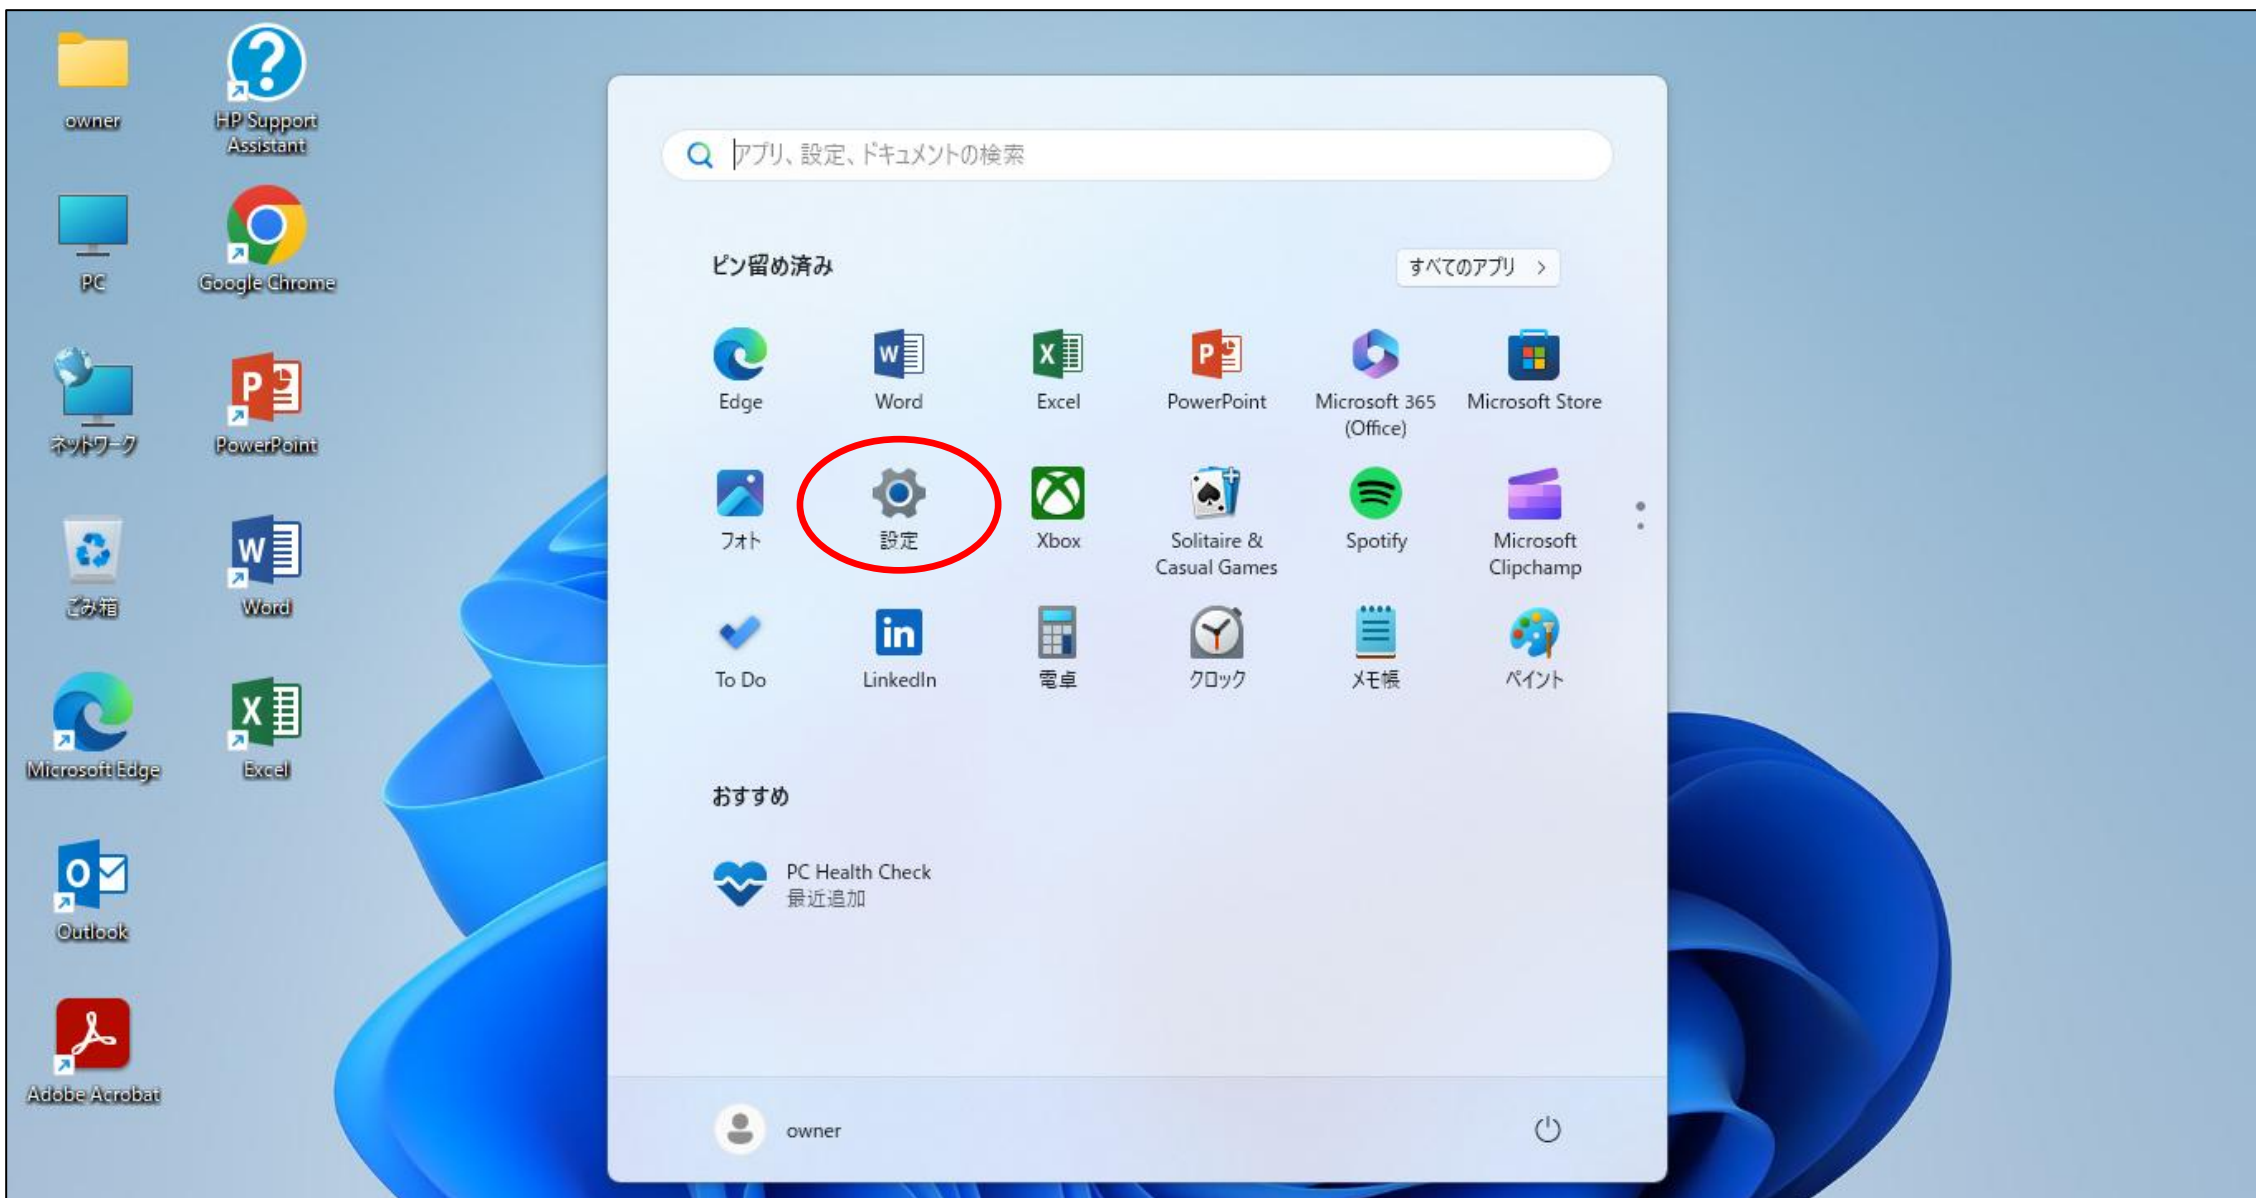 owner
HP Support
Assistant
PC
Google Chrome
ネットワーク
PowerPoint
ごみ箱
Word
Microsoft Edge
Excel
Outlook
Adobe Acrobat
アプリ、設定、ドキュメントの検索
ピン留め済み
すべてのアプリ >
Edge
Word
Excel
PowerPoint
Microsoft 365
(Office)
Microsoft Store
フォト
設定
Xbox
Solitaire &
Casual Games
Spotify
Microsoft
Clipchamp
To Do
LinkedIn
電卓
クロック
メモ帳
ペイント
おすすめ
PC Health Check
最近追加
owner